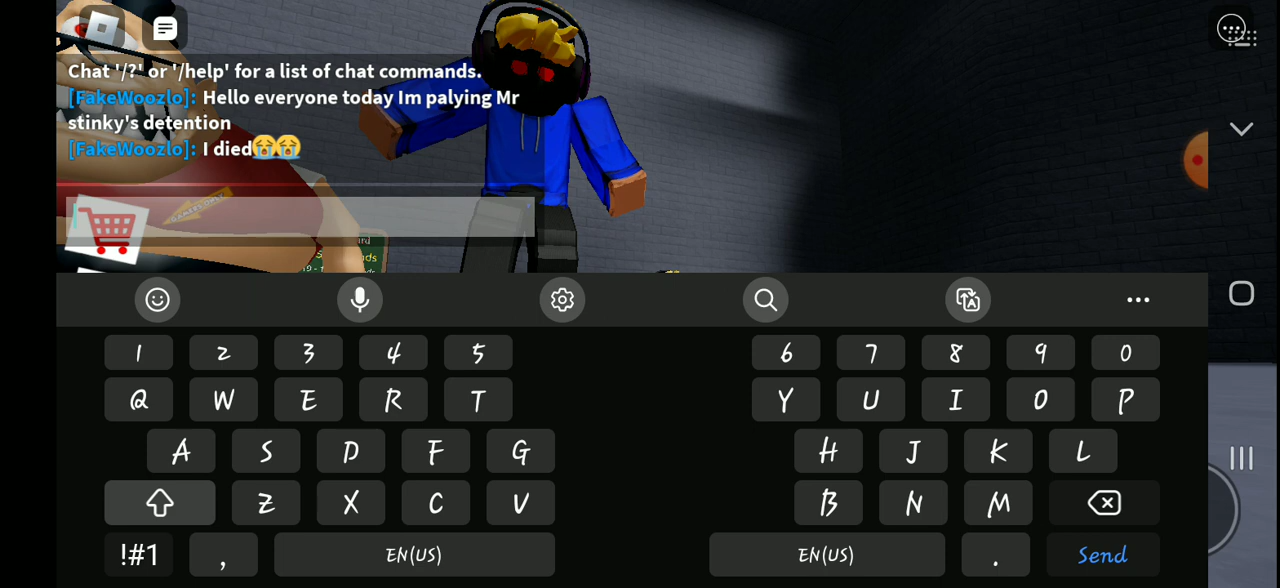 Chat '/?' or '/help' for a list of chat commands.
[FakeWoozlo]: Hello everyone today Im palying Mr
stinky's detention
[FakeWoozlo]: I died😭😭
1 2 3 4 5 6 7 8 9 0
Q W E R T Y U I O P
A S D F G H J K L
Z X C V B N M
!#1 , EN(US) EN(US) . Send